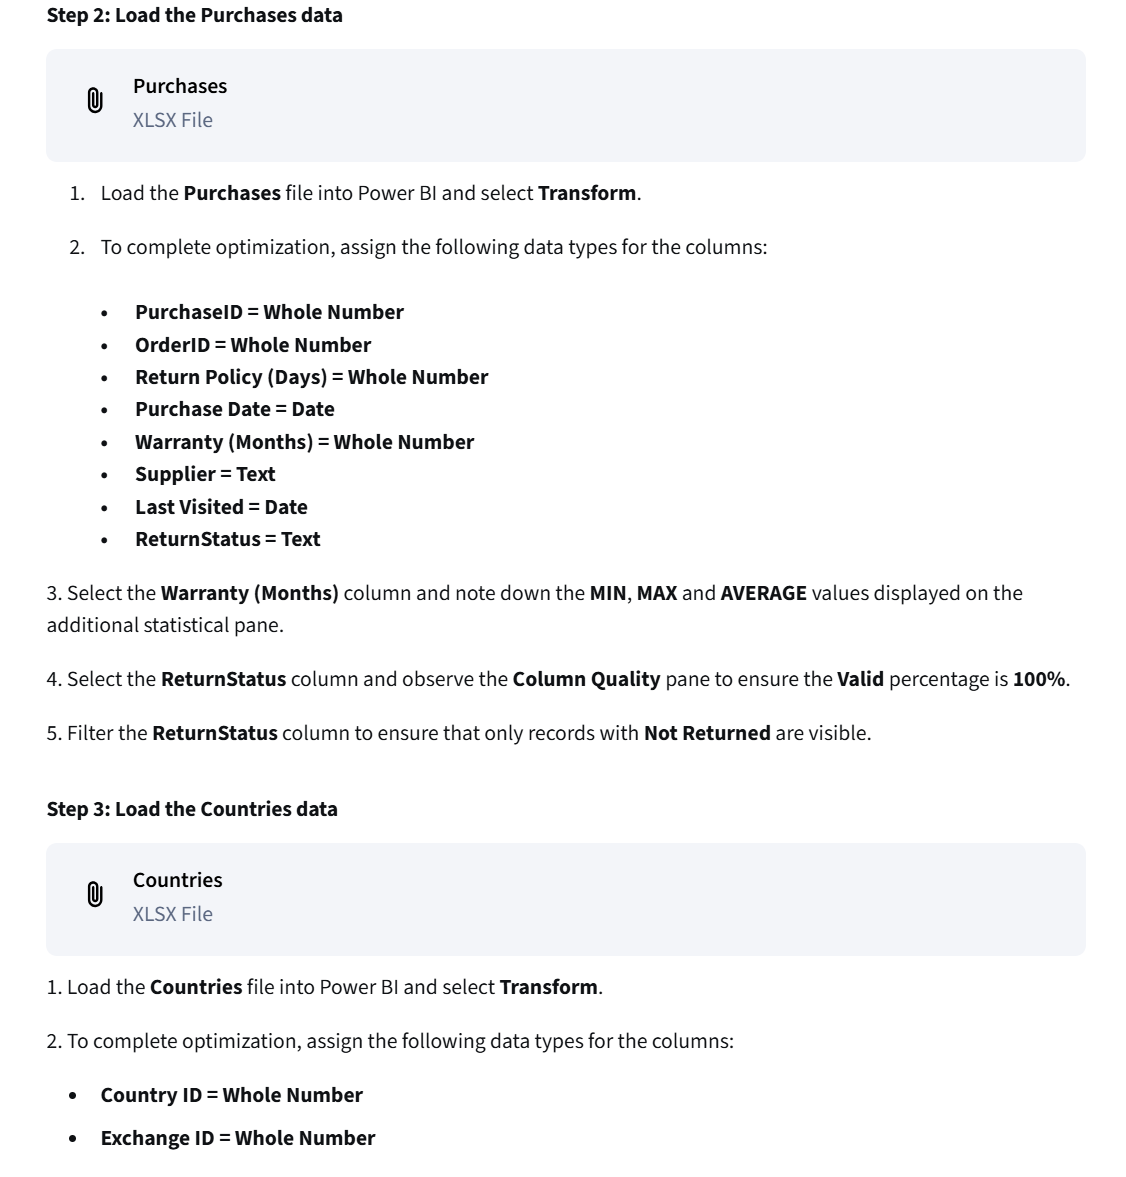 Step 2: Load the Purchases data
Purchases
XLSX File
1. Load the Purchases file into Power BI and select Transform.
2. To complete optimization, assign the following data types for the columns:
• PurchaseID = Whole Number
• OrderID = Whole Number
• Return Policy (Days) = Whole Number
• Purchase Date = Date
• Warranty (Months) = Whole Number
• Supplier = Text
• Last Visited = Date
• ReturnStatus = Text
3. Select the Warranty (Months) column and note down the MIN, MAX and AVERAGE values displayed on the
additional statistical pane.
4. Select the ReturnStatus column and observe the Column Quality pane to ensure the Valid percentage is 100%.
5. Filter the ReturnStatus column to ensure that only records with Not Returned are visible.
Step 3: Load the Countries data
Countries
XLSX File
1. Load the Countries file into Power BI and select Transform.
2. To complete optimization, assign the following data types for the columns:
• Country ID = Whole Number
• Exchange ID = Whole Number